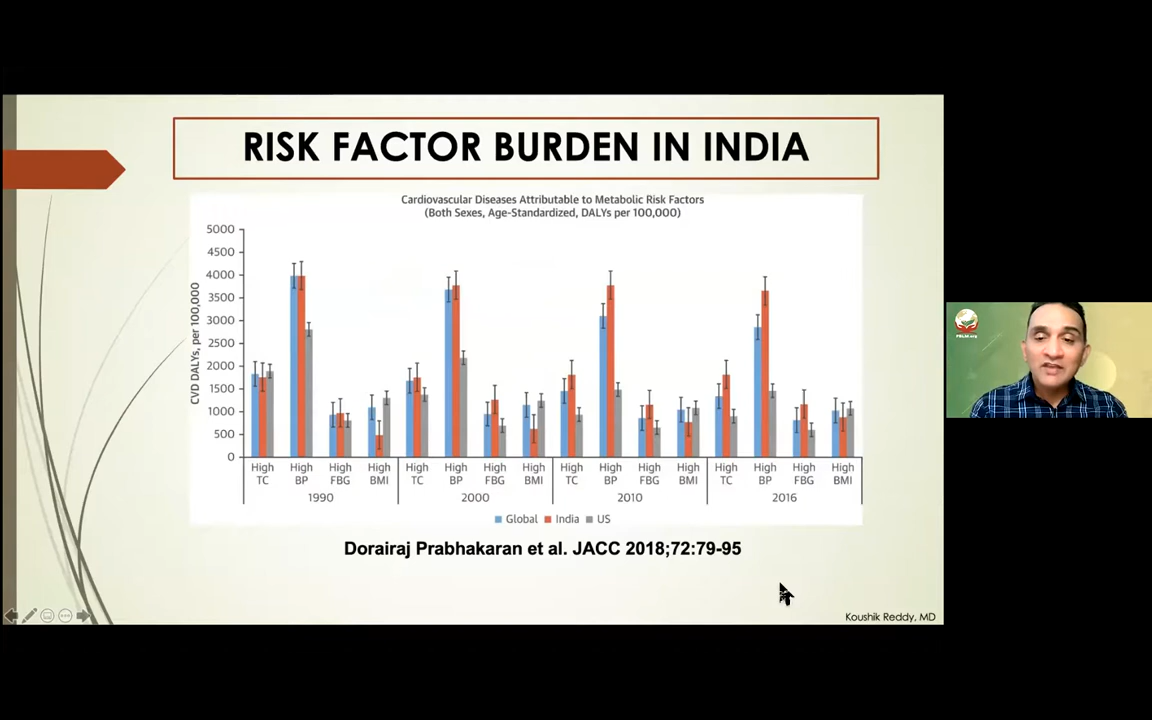 RISK FACTOR BURDEN IN INDIA
Cardiovascular Diseases Attributable to Metabolic Risk Factors
(Both Sexes, Age-Standardized, DALYs per 100,000)
CVD DALYs, per 100,000
5000
4500
4000
3500
3000
2500
2000
1500
1000
500
0
High TC High BP High FBG High BMI High TC High BP High FBG High BMI High TC High BP High FBG High BMI High TC High BP High FBG High BMI
1990 2000 2010 2016
Global India US
Dorairaj Prabhakaran et al. JACC 2018;72:79-95
Koushik Reddy, MD